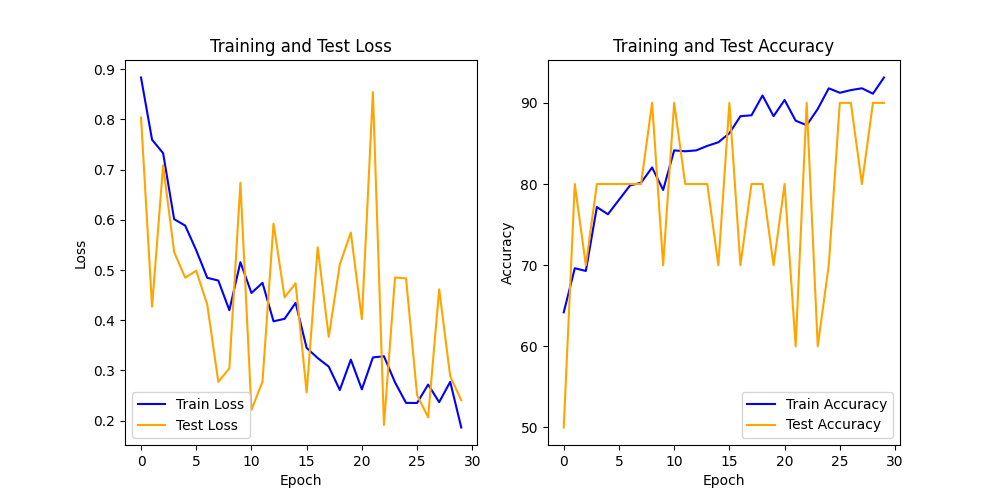 Training and Test Loss
0.9
0.8
0.7
0.6
0.5
0.4
0.3
0.2
Loss
Train Loss
Test Loss
0 5 10 15 20 25 30
Epoch
Training and Test Accuracy
90
80
70
60
50
Accuracy
Train Accuracy
Test Accuracy
0 5 10 15 20 25 30
Epoch